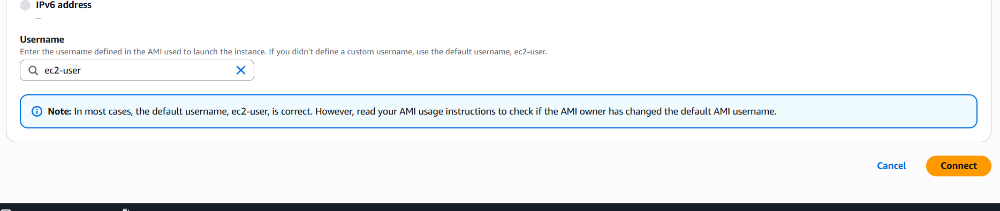 IPv6 address
–
Username
Enter the username defined in the AMI used to launch the instance. If you didn't define a custom username, use the default username, ec2-user.
ec2-user
Note: In most cases, the default username, ec2-user, is correct. However, read your AMI usage instructions to check if the AMI owner has changed the default AMI username.
Cancel
Connect